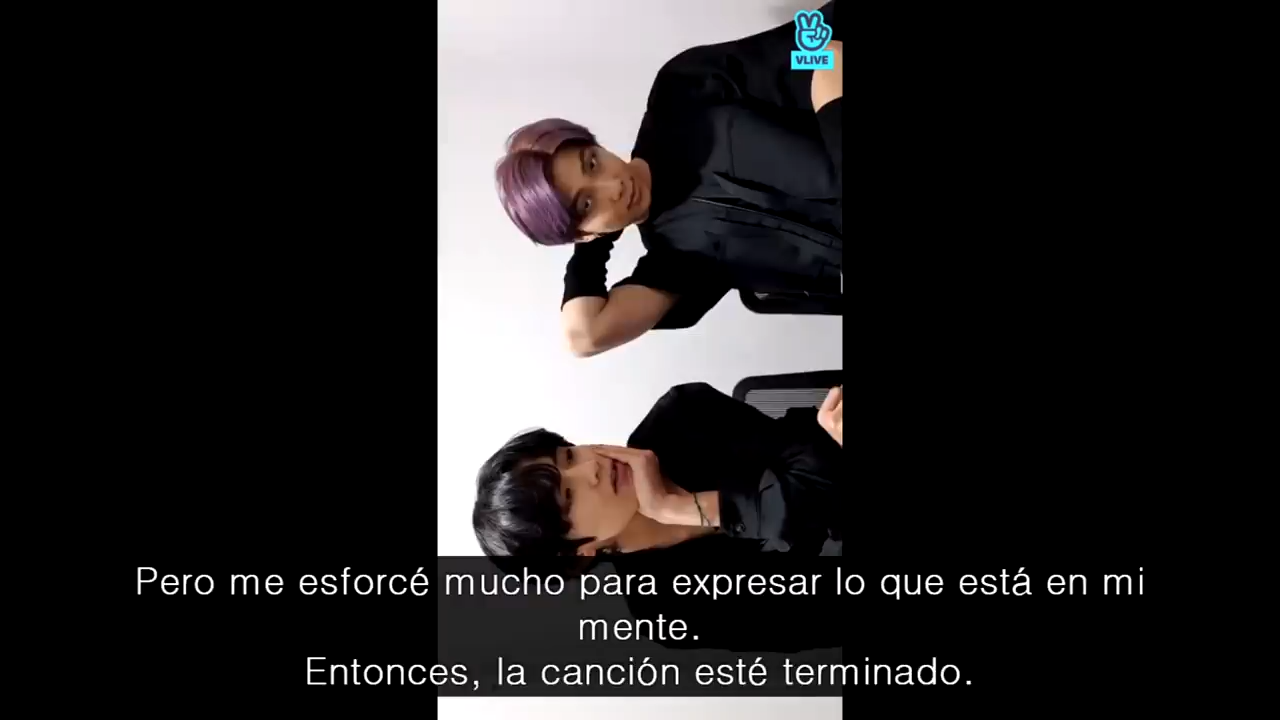 VLIVE
Pero me esforcé mucho para expresar lo que está en mi
mente.
Entonces, la canción esté terminado.